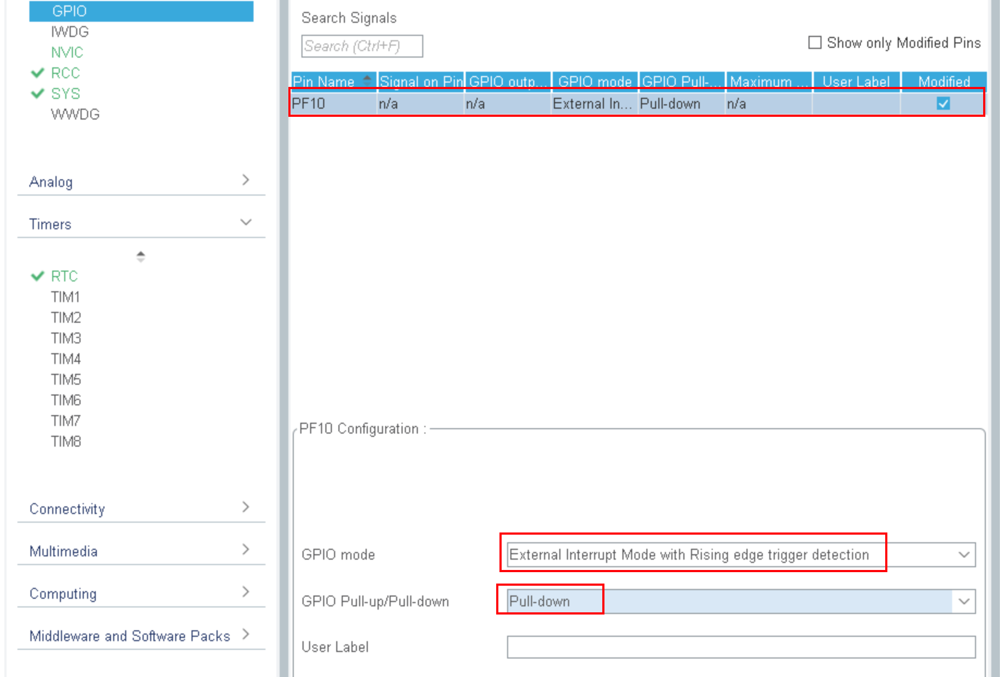 GPIO
IWDG
NVIC
RCC
SYS
WWDG
Analog
Timers
RTC
TIM1
TIM2
TIM3
TIM4
TIM5
TIM6
TIM7
TIM8
Connectivity
Multimedia
Computing
Middleware and Software Packs
Search Signals
Search (Ctrl+F)
Show only Modified Pins
Pin Name Signal on Pin GPIO outp... GPIO mode GPIO Pull-... Maximum ... User Label Modified
PF10 n/a n/a External In... Pull-down n/a
PF10 Configuration :
GPIO mode External Interrupt Mode with Rising edge trigger detection
GPIO Pull-up/Pull-down Pull-down
User Label